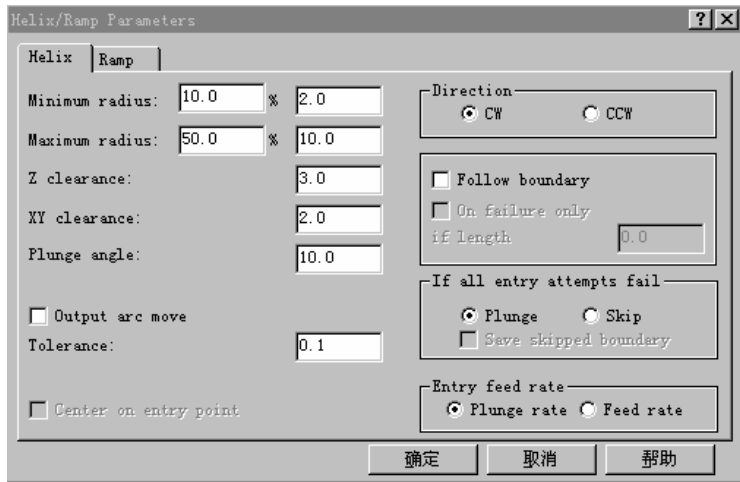 Helix/Ramp Parameters
Helix Ramp
Minimum radius: 10.0 % 2.0
Maximum radius: 50.0 % 10.0
Z clearance: 3.0
XY clearance: 2.0
Plunge angle: 10.0
Output arc move
Tolerance: 0.1
Center on entry point
Direction
CW CCW
Follow boundary
On failure only
if length 0.0
If all entry attempts fail
Plunge Skip
Save skipped boundary
Entry feed rate
Plunge rate Feed rate
确定 取消 帮助